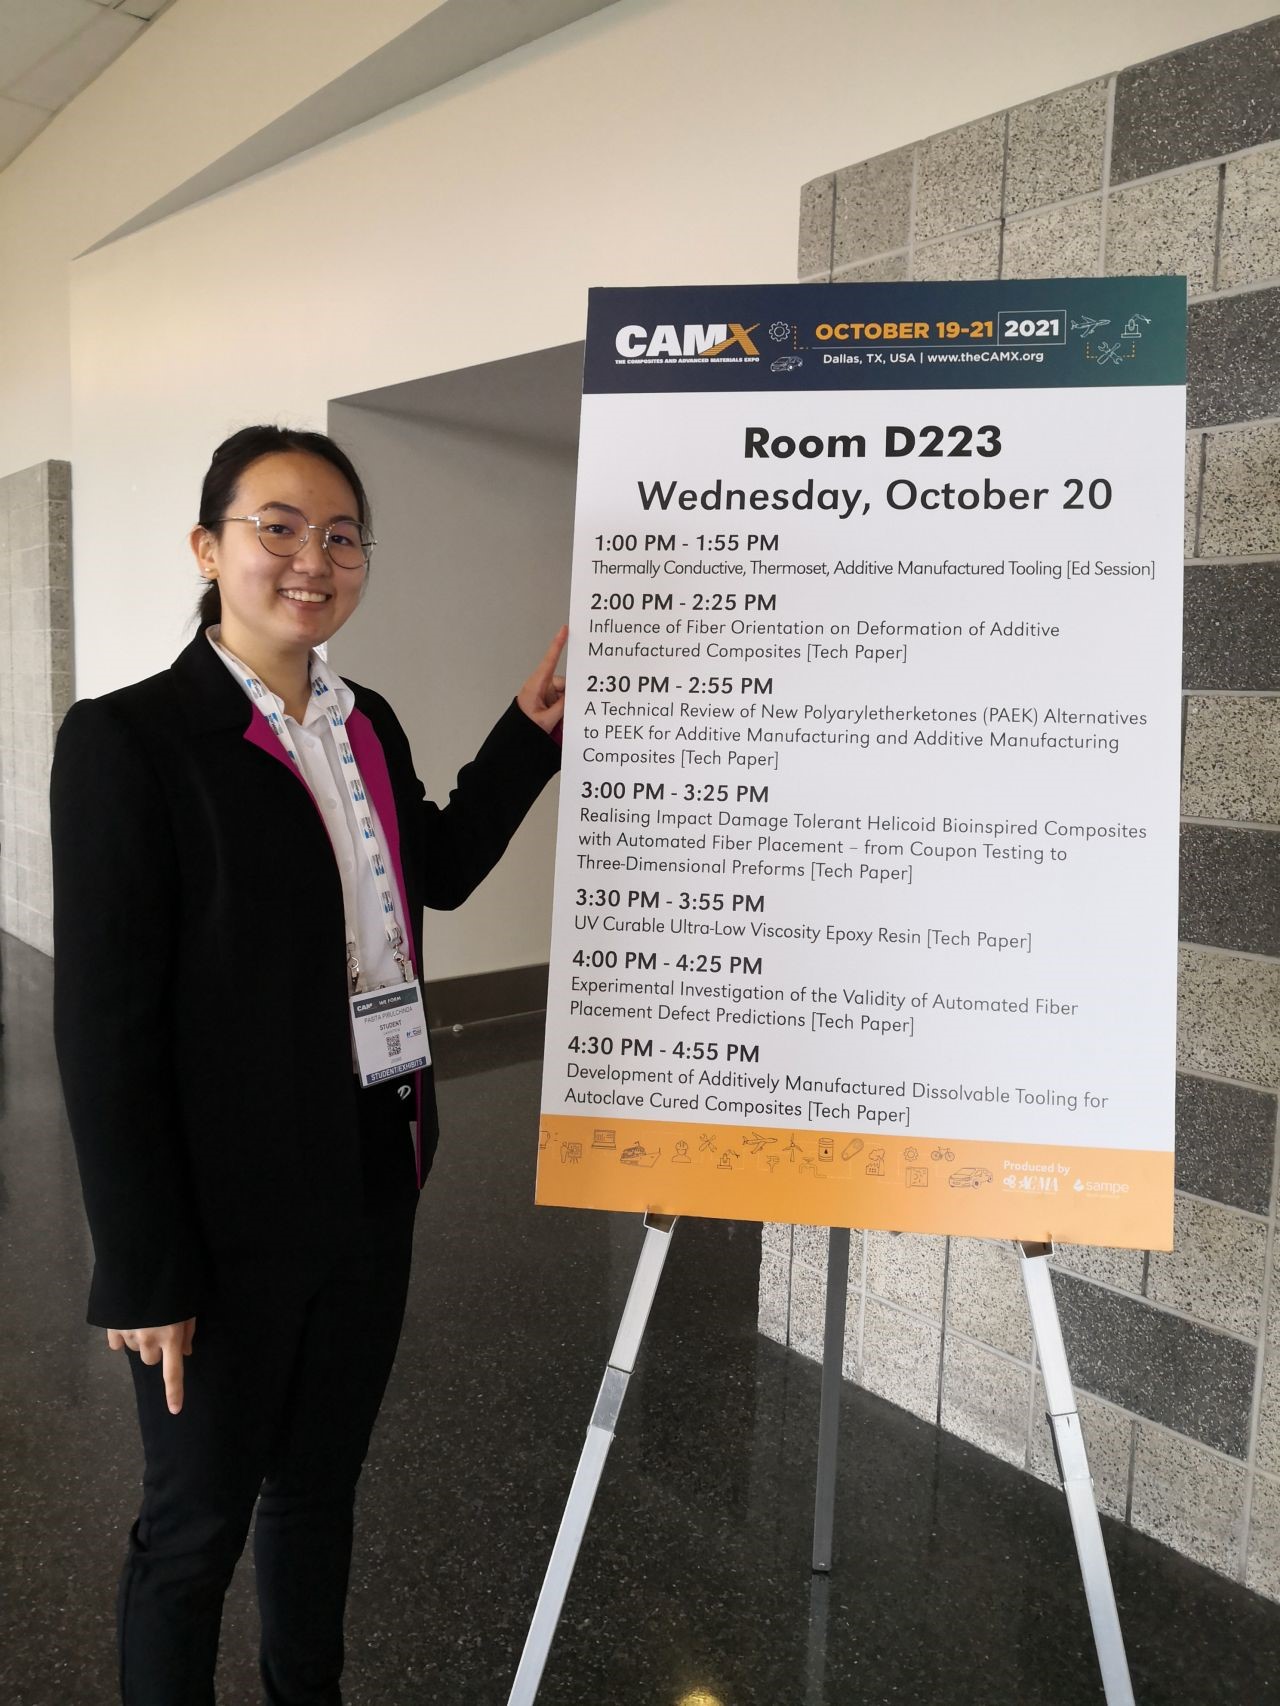 CAMX
THE COMPOSITES AND ADVANCED MATERIALS EXPO
OCTOBER 19-21 2021
Dallas, TX, USA | www.theCAMX.org
Room D223
Wednesday, October 20
1:00 PM - 1:55 PM
Thermally Conductive, Thermoset, Additive Manufactured Tooling [Ed Session]
2:00 PM - 2:25 PM
Influence of Fiber Orientation on Deformation of Additive
Manufactured Composites [Tech Paper]
2:30 PM - 2:55 PM
A Technical Review of New Polyaryletherketones (PAEK) Alternatives
to PEEK for Additive Manufacturing and Additive Manufacturing
Composites [Tech Paper]
3:00 PM - 3:25 PM
Realising Impact Damage Tolerant Helicoid Bioinspired Composites
with Automated Fiber Placement – from Coupon Testing to
Three-Dimensional Preforms [Tech Paper]
3:30 PM - 3:55 PM
UV Curable Ultra-Low Viscosity Epoxy Resin [Tech Paper]
4:00 PM - 4:25 PM
Experimental Investigation of the Validity of Automated Fiber
Placement Defect Predictions [Tech Paper]
4:30 PM - 4:55 PM
Development of Additively Manufactured Dissolvable Tooling for
Autoclave Cured Composites [Tech Paper]
Produced by
ACMA sampe
CAMX WE FORM
PASITA PIBULCHINDA
STUDENT
STUDENT/EXHIBITS